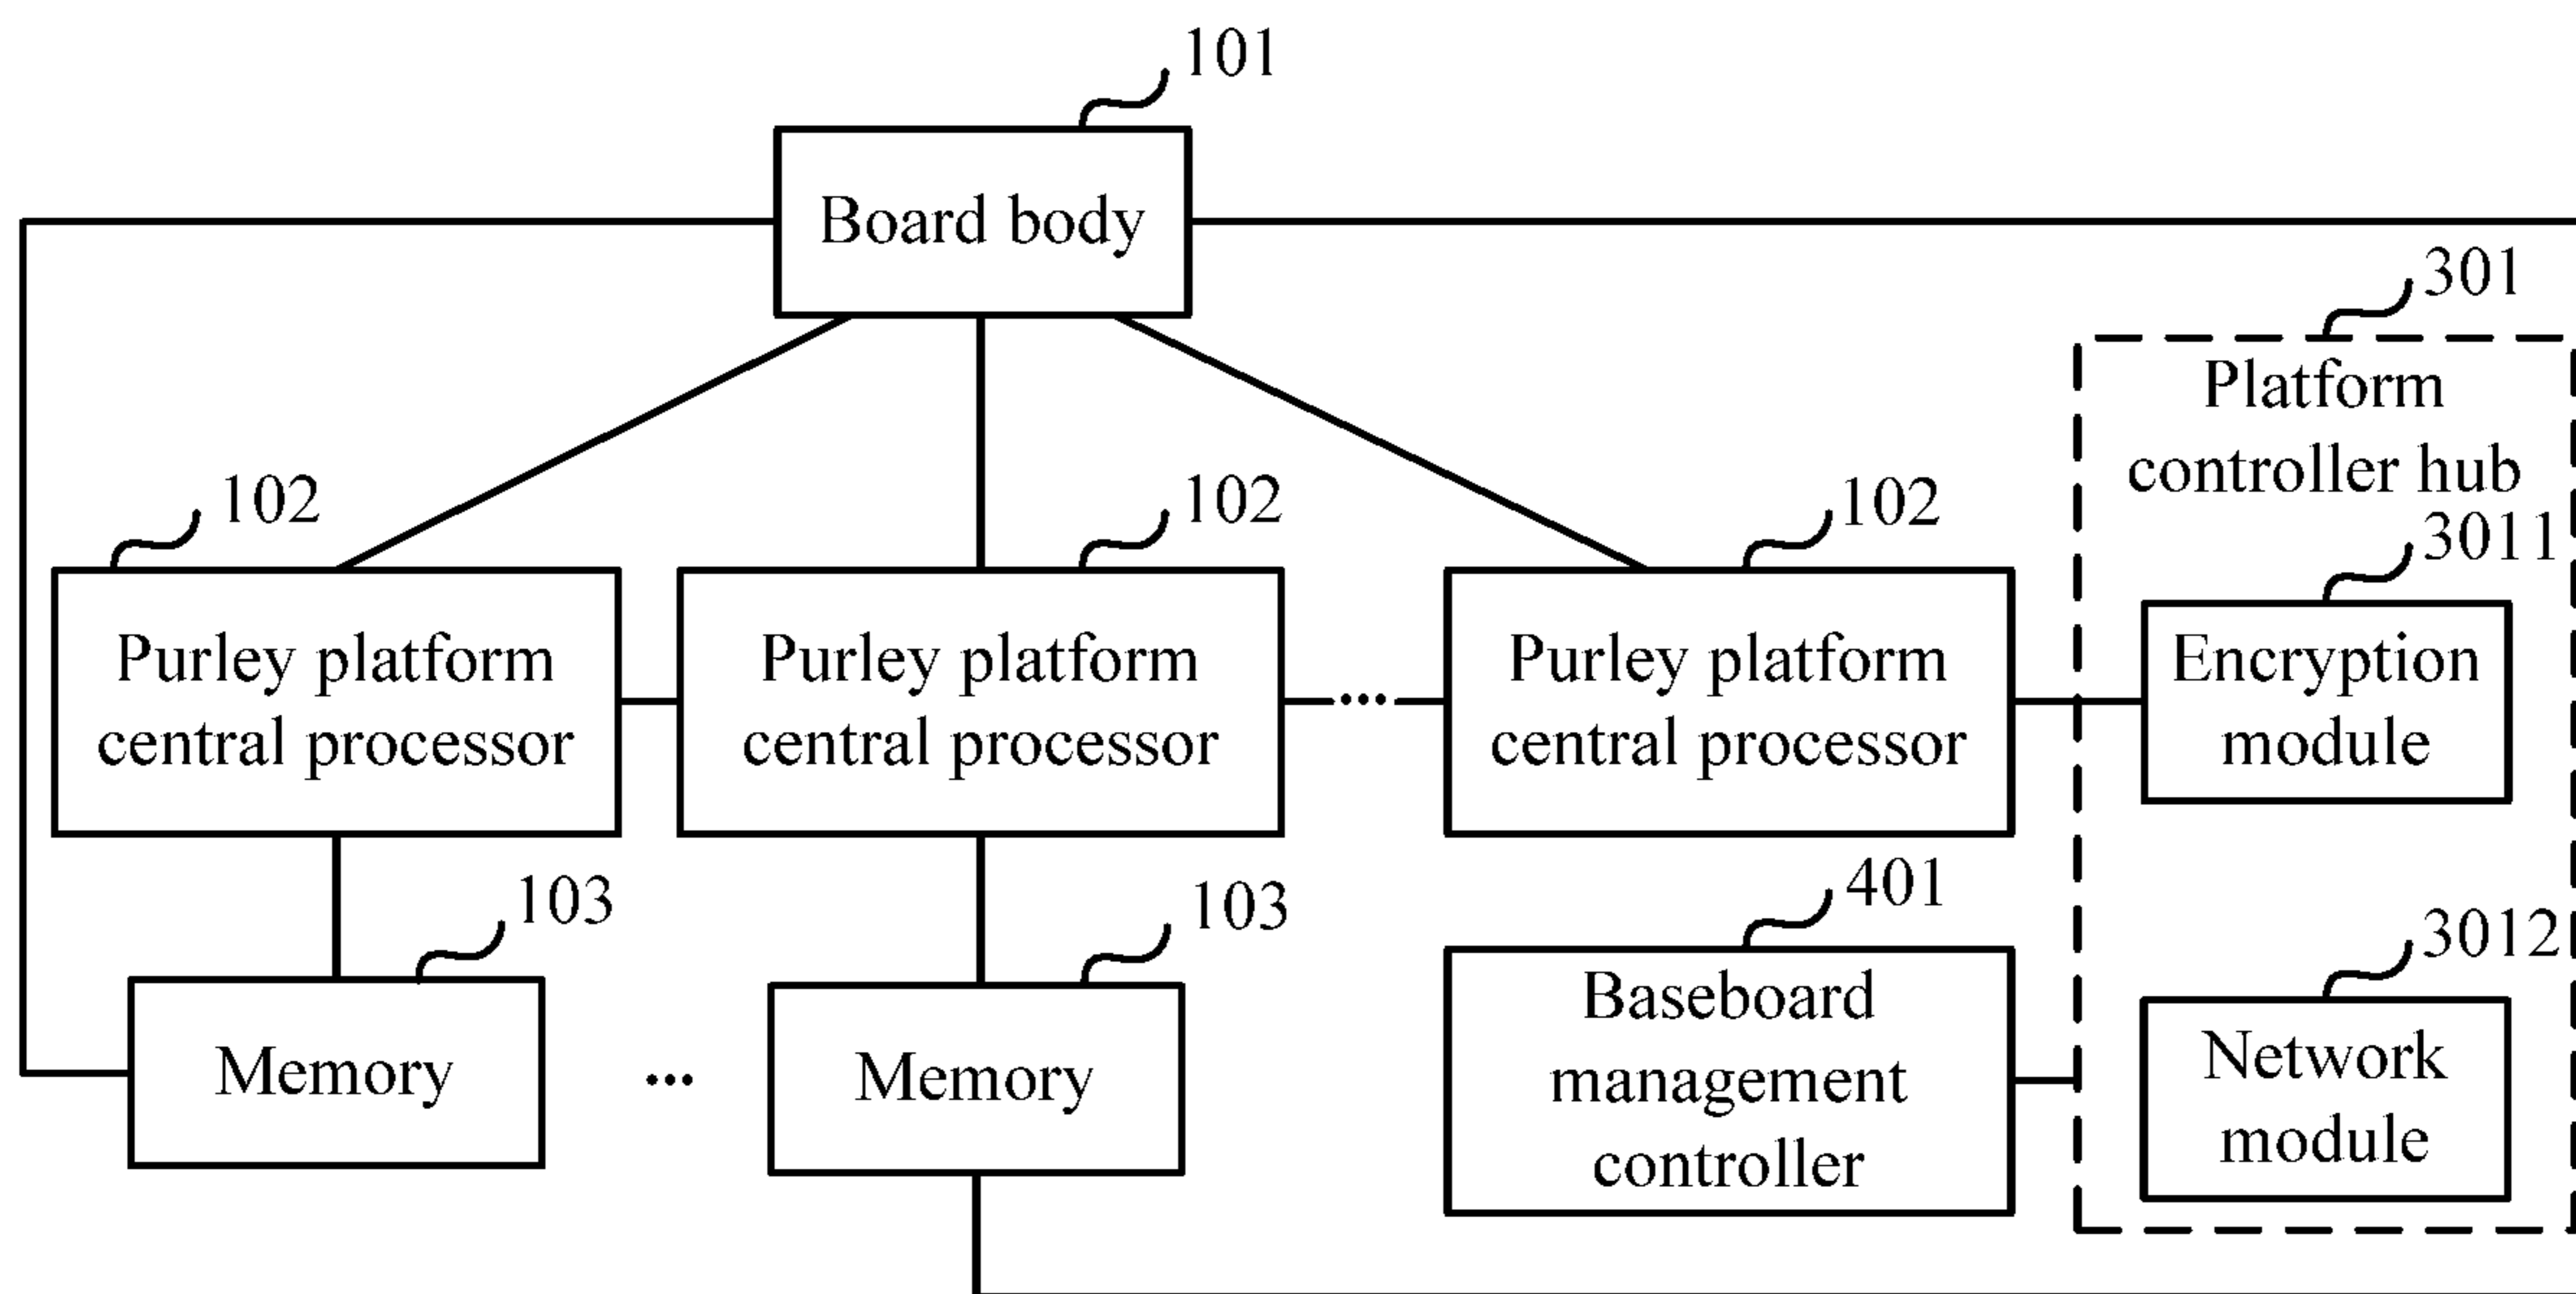 101
Board body
301
Platform
controller hub
102
102
102
3011
Purley platform
central processor
Purley platform
central processor
...
Purley platform
central processor
Encryption
module
103
103
401
3012
Memory
...
Memory
Baseboard
management
controller
Network
module